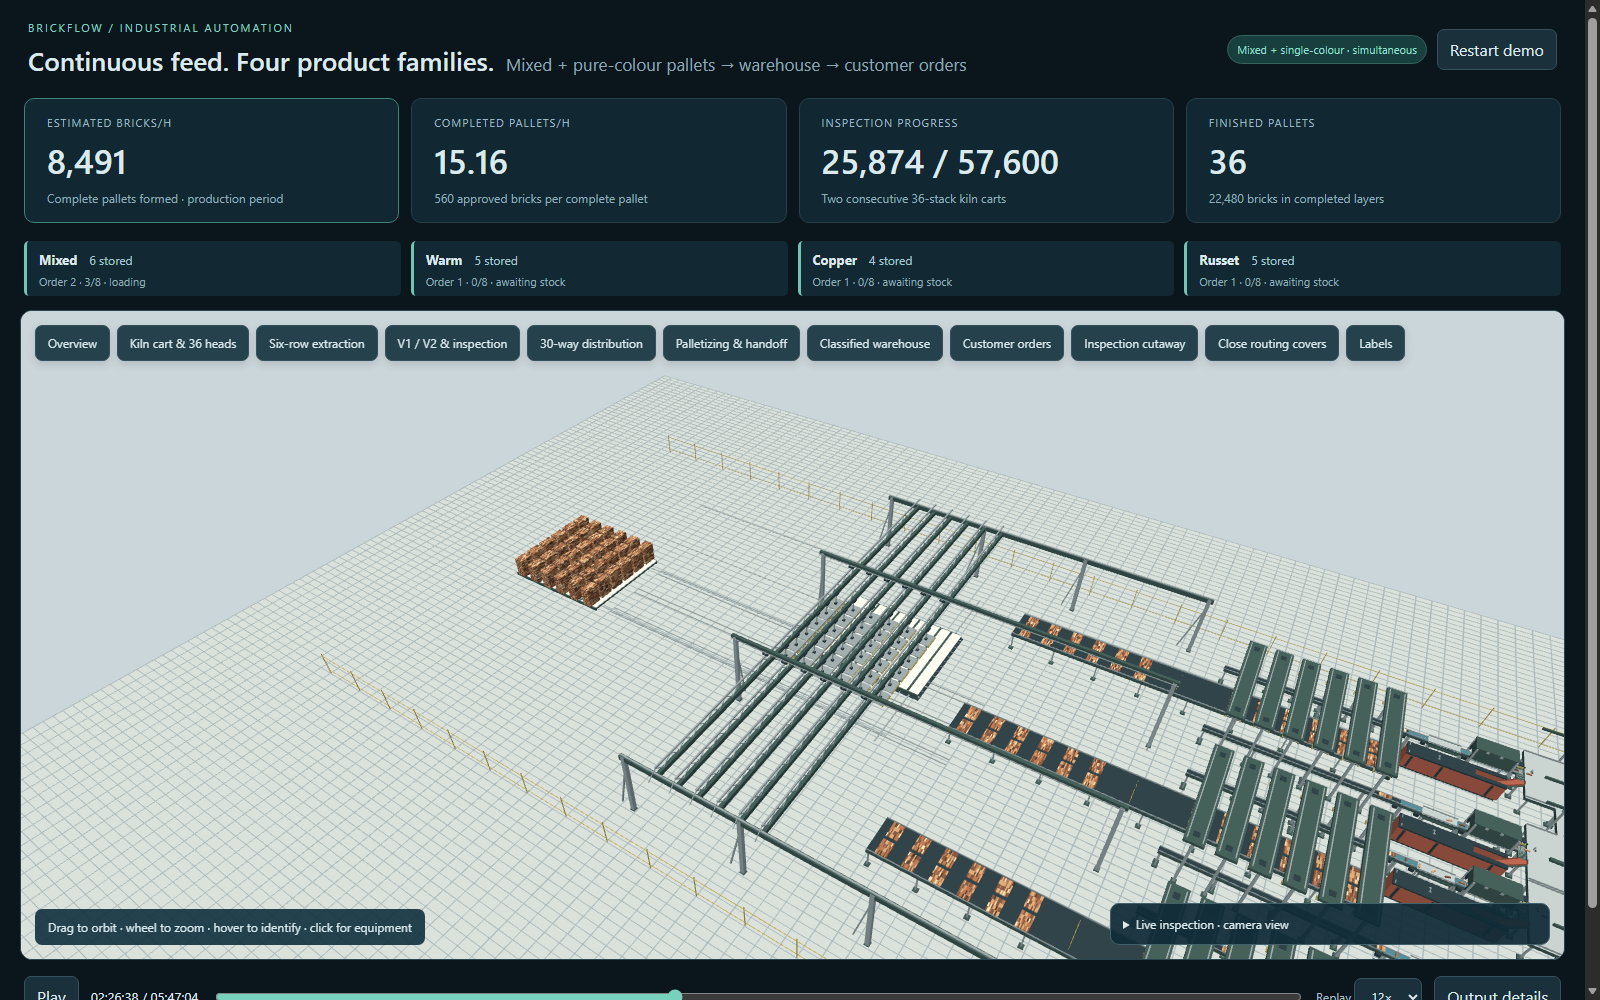 BRICKFLOW / INDUSTRIAL AUTOMATION
Continuous feed. Four product families. Mixed + pure-colour pallets → warehouse → customer orders
Mixed + single-colour · simultaneous
Restart demo
ESTIMATED BRICKS/H
8,491
Complete pallets formed · production period
COMPLETED PALLETS/H
15.16
560 approved bricks per complete pallet
INSPECTION PROGRESS
25,874 / 57,600
Two consecutive 36-stack kiln carts
FINISHED PALLETS
36
22,480 bricks in completed layers
Mixed 6 stored
Order 2 · 3/8 · loading
Warm 5 stored
Order 1 · 0/8 · awaiting stock
Copper 4 stored
Order 1 · 0/8 · awaiting stock
Russet 5 stored
Order 1 · 0/8 · awaiting stock
Overview
Kiln cart & 36 heads
Six-row extraction
V1 / V2 & inspection
30-way distribution
Palletizing & handoff
Classified warehouse
Customer orders
Inspection cutaway
Close routing covers
Labels
Drag to orbit · wheel to zoom · hover to identify · click for equipment
Live inspection · camera view
Play
02:26:38 / 05:47:04
Replay
12×
Output details